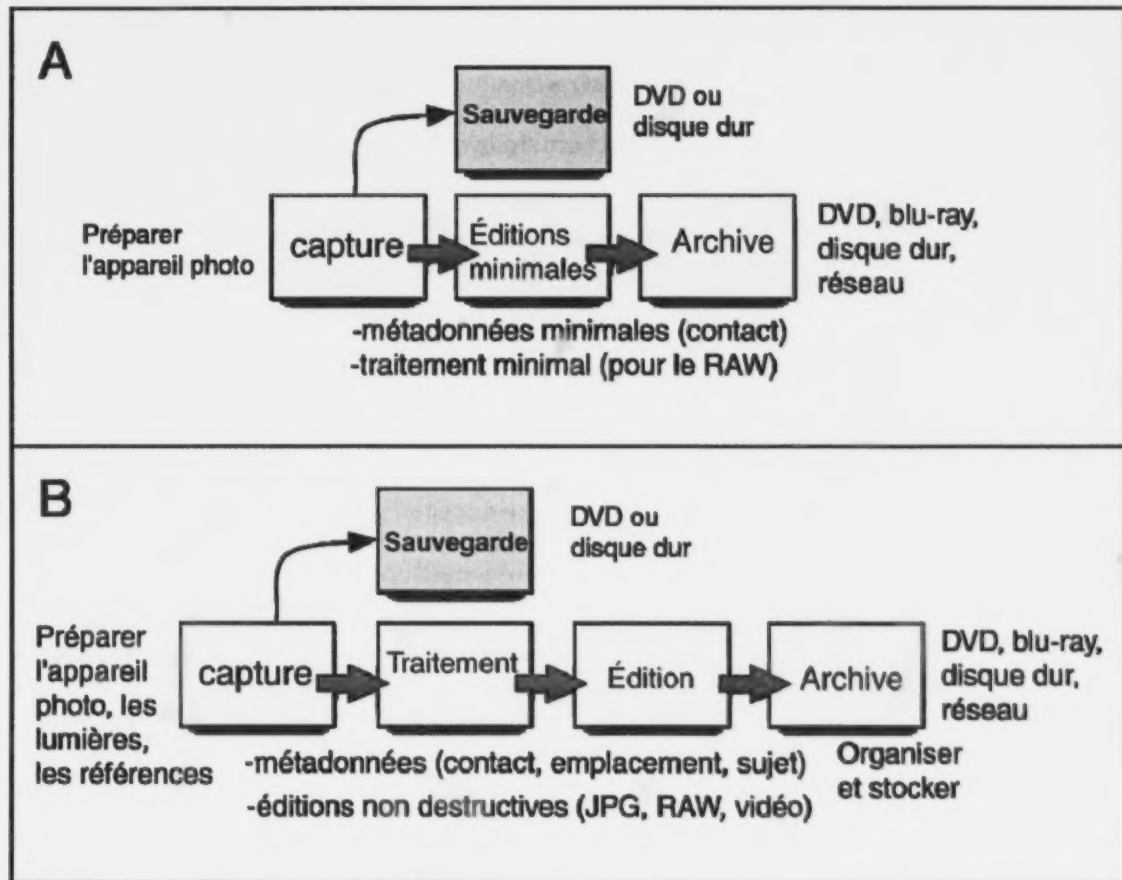 A
Sauvegarde
DVD ou
disque dur
Préparer
l'appareil photo
capture
Éditions
minimales
Archive
DVD, blu-ray,
disque dur,
réseau
-métadonnées minimales (contact)
-traitement minimal (pour le RAW)
B
Sauvegarde
DVD ou
disque dur
Préparer
l'appareil
photo, les
lumières,
les références
capture
Traitement
Édition
Archive
DVD, blu-ray,
disque dur,
réseau
Organiser
et stocker
-métadonnées (contact, emplacement, sujet)
-éditions non destructives (JPG, RAW, vidéo)